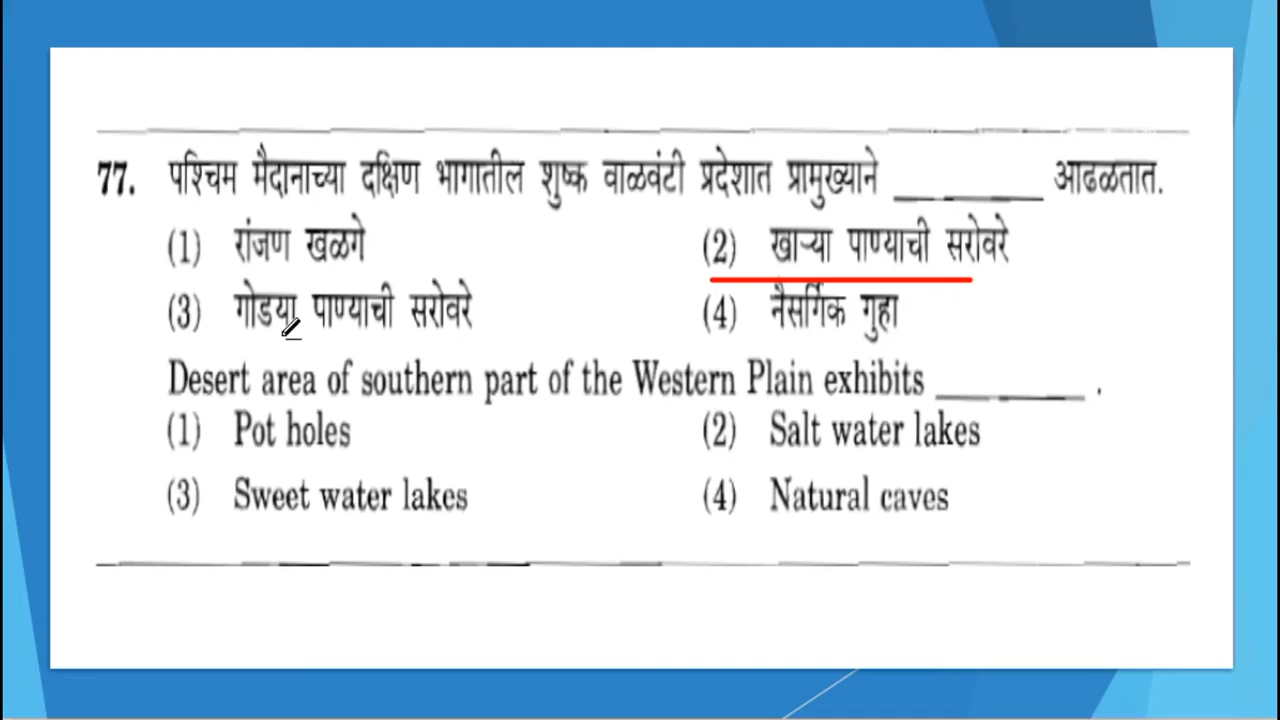 77. पश्चिम मैदानाच्या दक्षिण भागातील शुष्क वाळवंटी प्रदेशात प्रामुख्याने ________ आढळतात.
(1) रांजण खळगे (2) खाऱ्या पाण्याची सरोवरे
(3) गोडया पाण्याची सरोवरे (4) नैसर्गिक गुहा
Desert area of southern part of the Western Plain exhibits ________ .
(1) Pot holes (2) Salt water lakes
(3) Sweet water lakes (4) Natural caves